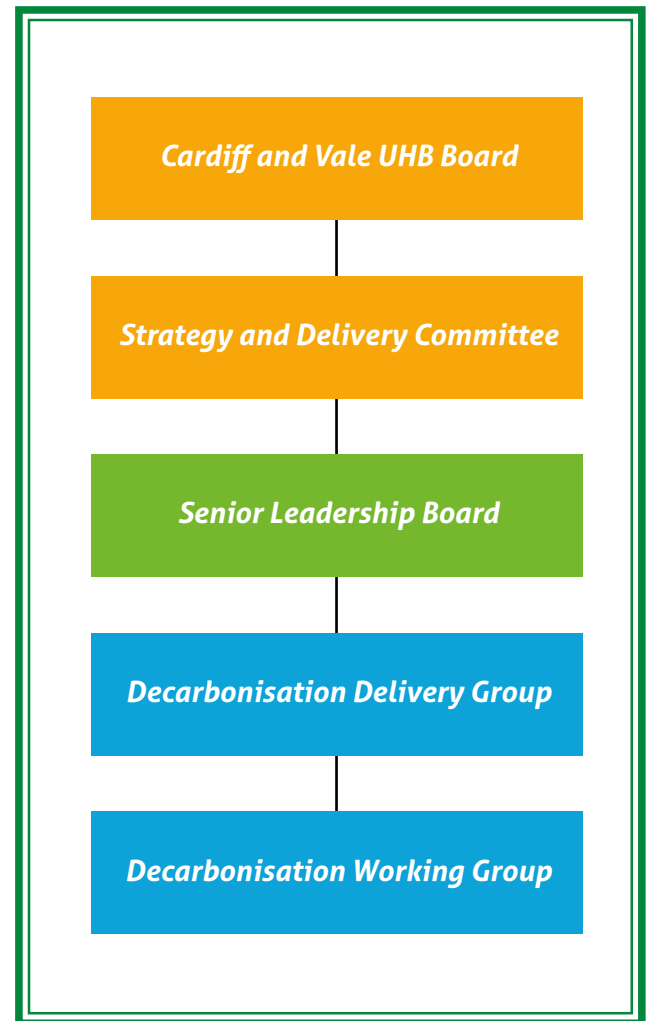 Cardiff and Vale UHB Board
Strategy and Delivery Committee
Senior Leadership Board
Decarbonisation Delivery Group
Decarbonisation Working Group